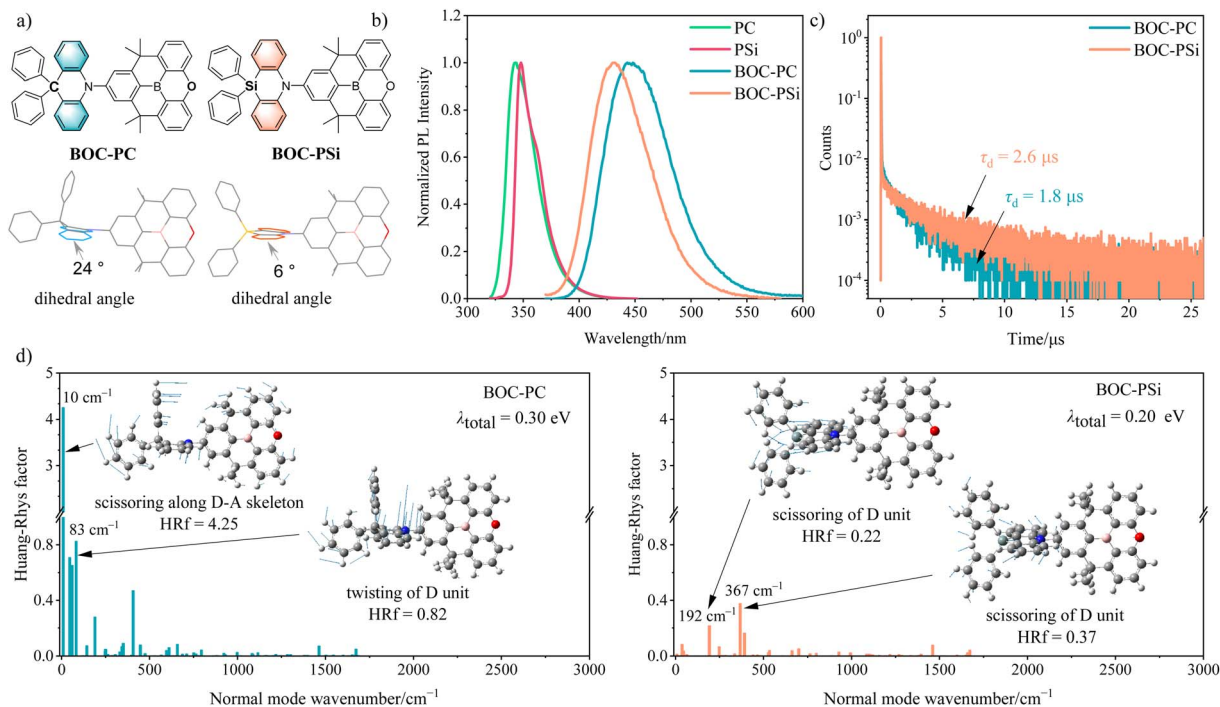 a)
C
N
B
O
BOC-PC
Si
N
B
O
BOC-PSi
24 °
dihedral angle
6 °
dihedral angle
b)
Normalized PL Intensity
1.2
1.0
0.8
0.6
0.4
0.2
0.0
PC
PSi
BOC-PC
BOC-PSi
300
350
400
450
500
550
600
Wavelength/nm
c)
Counts
10⁰
10⁻¹
10⁻²
10⁻³
10⁻⁴
BOC-PC
BOC-PSi
τd = 2.6 μs
τd = 1.8 μs
0
5
10
15
20
25
Time/μs
d)
Huang-Rhys factor
5
4
3
0.8
0.4
0.0
10 cm⁻¹
BOC-PC
λtotal = 0.30 eV
scissoring along D-A skeleton
HRf = 4.25
83 cm⁻¹
twisting of D unit
HRf = 0.82
0
500
1000
1500
2000
2500
3000
Normal mode wavenumber/cm⁻¹
Huang-Rhys factor
5
4
3
0.8
0.4
0.0
BOC-PSi
λtotal = 0.20 eV
scissoring of D unit
HRf = 0.22
367 cm⁻¹
192 cm⁻¹
scissoring of D unit
HRf = 0.37
0
500
1000
1500
2000
2500
3000
Normal mode wavenumber/cm⁻¹